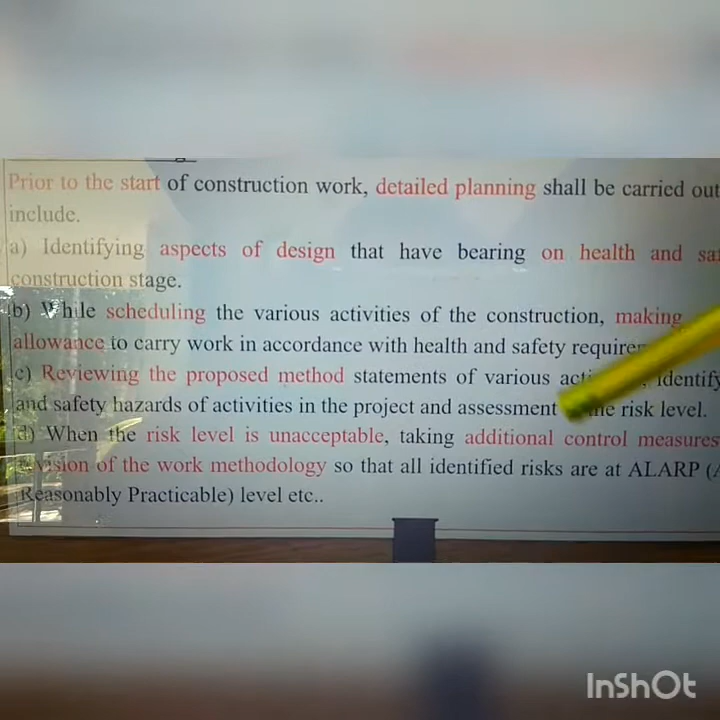 Prior to the start of construction work, detailed planning shall be carried out
include.
a) Identifying aspects of design that have bearing on health and
construction stage.
b) While scheduling the various activities of the construction, making
allowance to carry work in accordance with health and safety
c) Reviewing the proposed method statements of various
and safety hazards of activities in the project and assessment risk level.
d) When the risk level is unacceptable, taking additional control measures
of the work methodology so that all identified risks are at ALARP
Reasonably Practicable) level etc..
InShOt